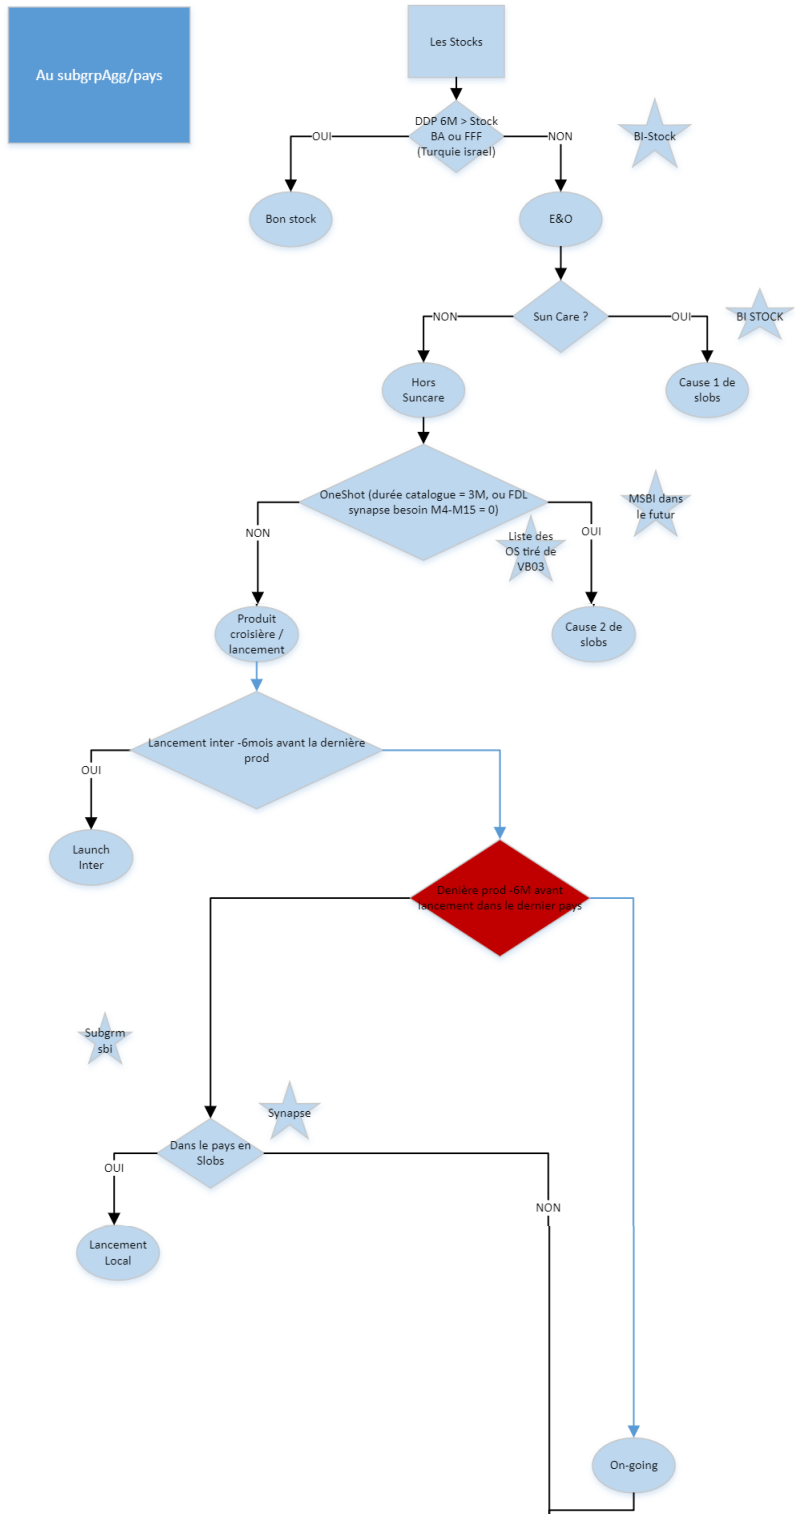 Au subgrpAgg/pays
Les Stocks
DDP 6M > Stock
BA ou FFF
(Turquie israel)
OUI
NON
BI-Stock
Bon stock
E&O
Sun Care ?
NON
OUI
BI STOCK
Hors
Suncare
Cause 1 de
slobs
OneShot (durée catalogue = 3M, ou FDL
synapse besoin M4-M15 = 0)
MSBI dans
le futur
NON
Liste des
OS tiré de
VB03
OUI
Produit
croisière /
lancement
Cause 2 de
slobs
Lancement inter -6mois avant la dernière
prod
OUI
Launch
Inter
Denière prod -6M avant
lancement dans le dernier pays
Subgrm
sbi
Synapse
Dans le pays en
Slobs
OUI
NON
Lancement
Local
On-going